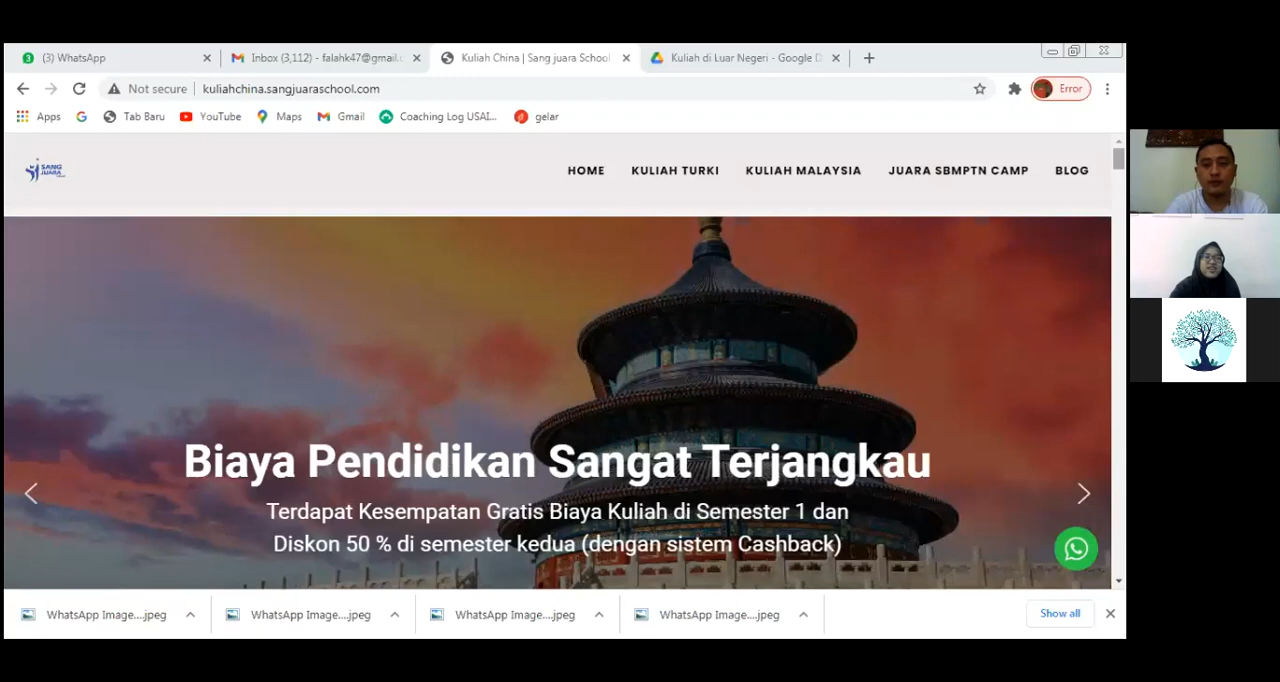 (3) WhatsApp
Inbox (3,112) - falahk47@gmail.c
Kuliah China | Sang juara School
Kuliah di Luar Negeri - Google D
Not secure
kuliahchina.sangjuaraschool.com
Error
Apps
Tab Baru
YouTube
Maps
Gmail
Coaching Log USAI...
gelar
SANG
JUARA
HOME
KULIAH TURKI
KULIAH MALAYSIA
JUARA SBMPTN CAMP
BLOG
Biaya Pendidikan Sangat Terjangkau
Terdapat Kesempatan Gratis Biaya Kuliah di Semester 1 dan
Diskon 50 % di semester kedua (dengan sistem Cashback)
WhatsApp Image....jpeg
WhatsApp Image....jpeg
WhatsApp Image....jpeg
WhatsApp Image....jpeg
Show all